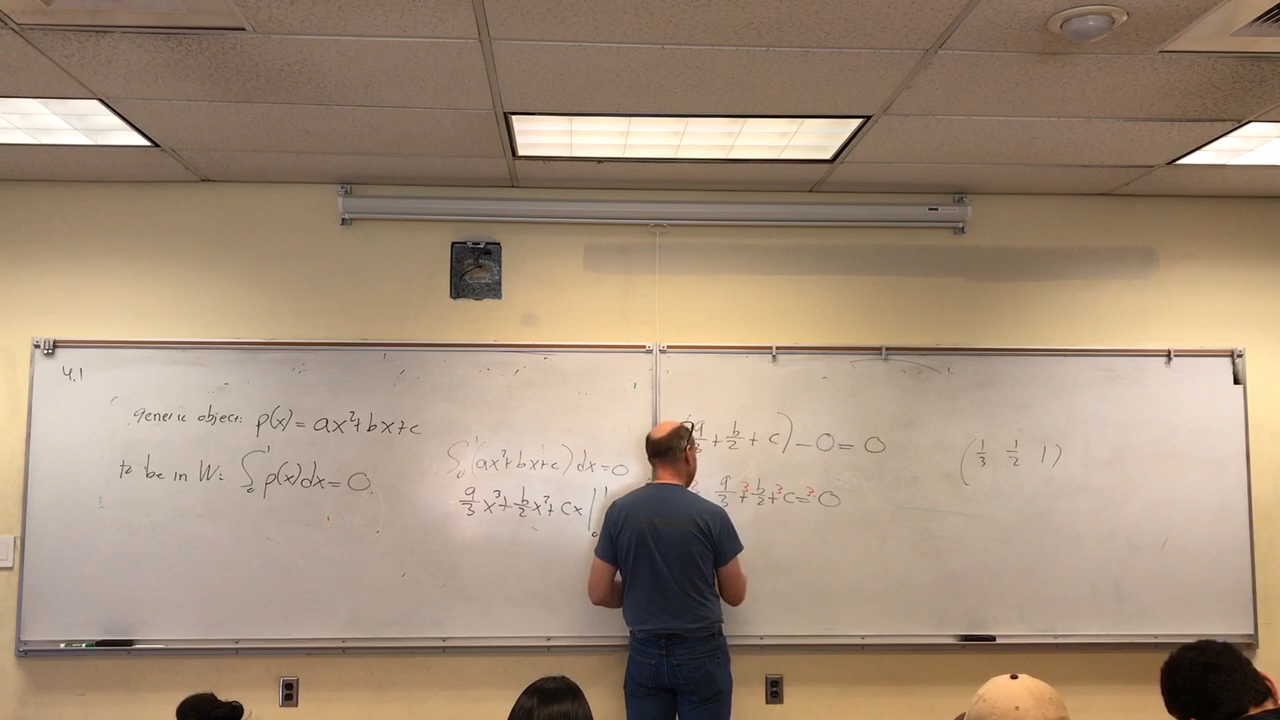 4.1
generic object: p(x) = ax²+bx+c
to be in W: ∫₀¹ p(x)dx = 0.
∫₀¹ (ax²+bx+c) dx = 0
a/3 x³ + b/2 x² + cx |₀¹
a/3 + b/2 + c) - 0 = 0
a/3 + b/2 + c = 0
(1/3 1/2 1)